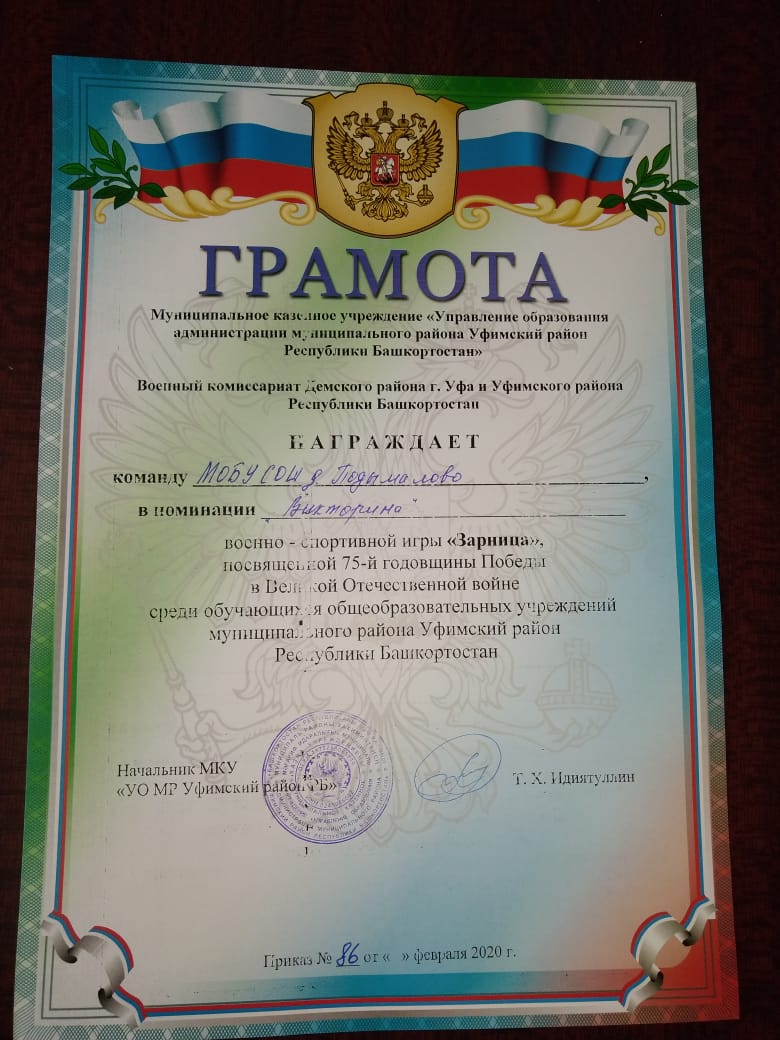 ГРАМОТА
Муниципальное казенное учреждение «Управление образования
администрации муниципального района Уфимский район
Республики Башкортостан»
Военный комиссариат Демского района г. Уфа и Уфимского района
Республики Башкортостан
НАГРАЖДАЕТ
команду МОБУ СОШ д. Подымалово,
в номинации "Викторина"
военно - спортивной игры «Зарница»,
посвященной 75-й годовщины Победы
в Великой Отечественной войне
среди обучающихся общеобразовательных учреждений
муниципального района Уфимский район
Республики Башкортостан
Начальник МКУ
«УО МР Уфимский район РБ»
Т. Х. Идиятуллин
Приказ № 86 от « » февраля 2020 г.